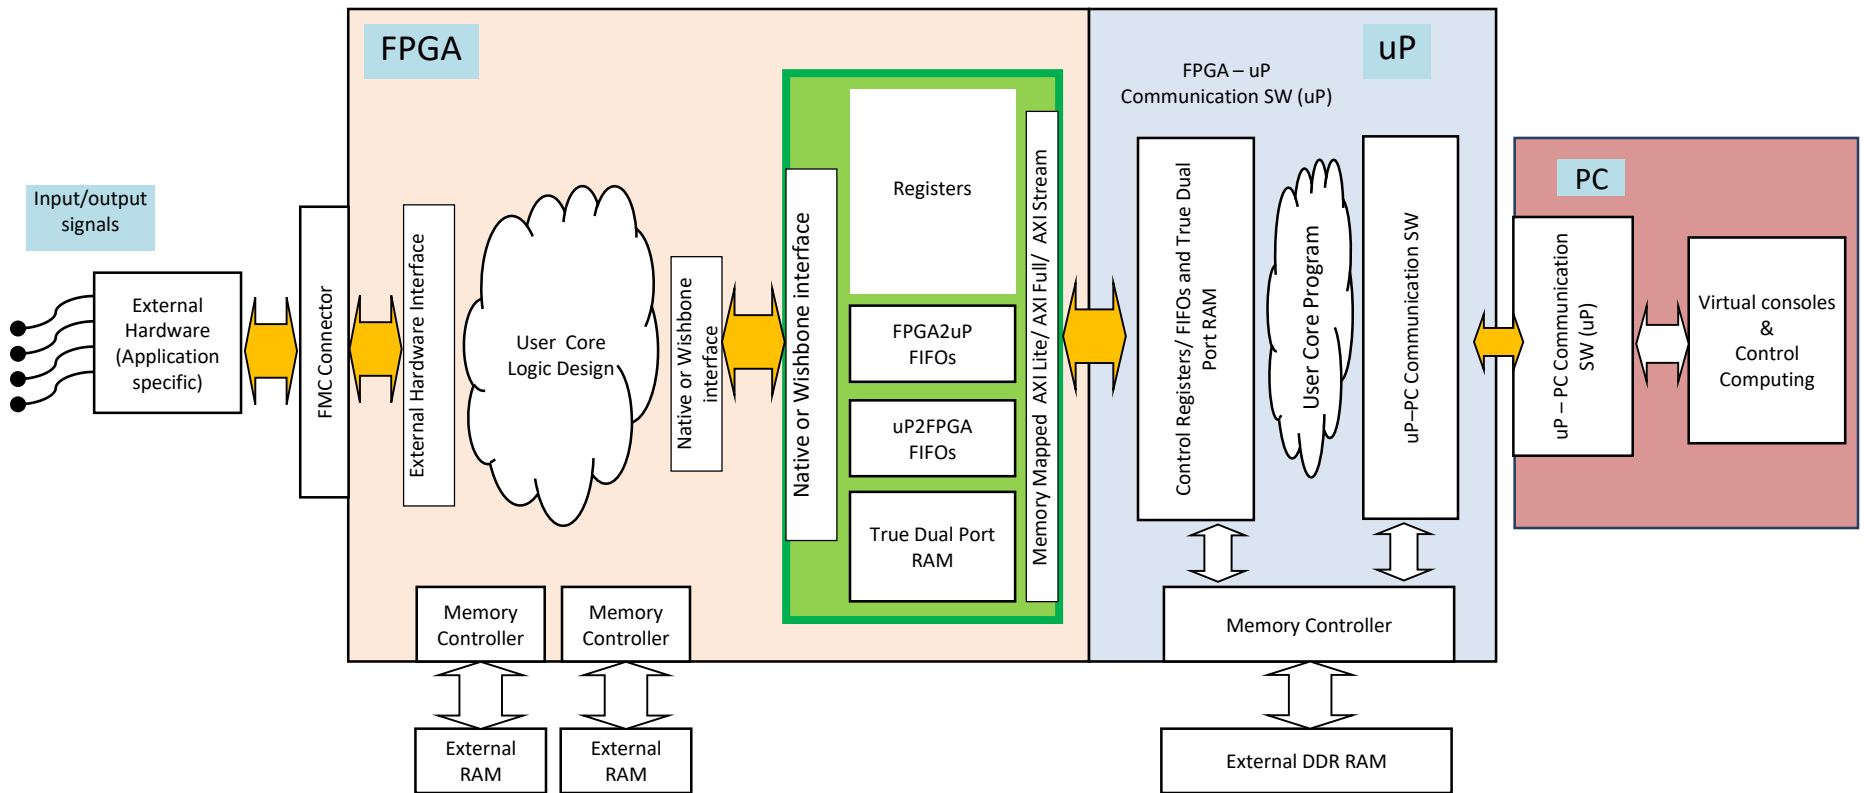 FPGA
uP
FPGA – uP
Communication SW (uP)
PC
Input/output
signals
External
Hardware
(Application
specific)
FMC Connector
External Hardware Interface
User Core
Logic Design
Native or Wishbone
interface
Native or Wishbone interface
Registers
FPGA2uP
FIFOs
uP2FPGA
FIFOs
True Dual Port
RAM
Memory Mapped AXI Lite/ AXI Full/ AXI Stream
Control Registers/ FIFOs and True Dual
Port RAM
User Core Program
uP–PC Communication SW
uP – PC Communication
SW (uP)
Virtual consoles
&
Control
Computing
Memory
Controller
Memory
Controller
Memory Controller
External
RAM
External
RAM
External DDR RAM